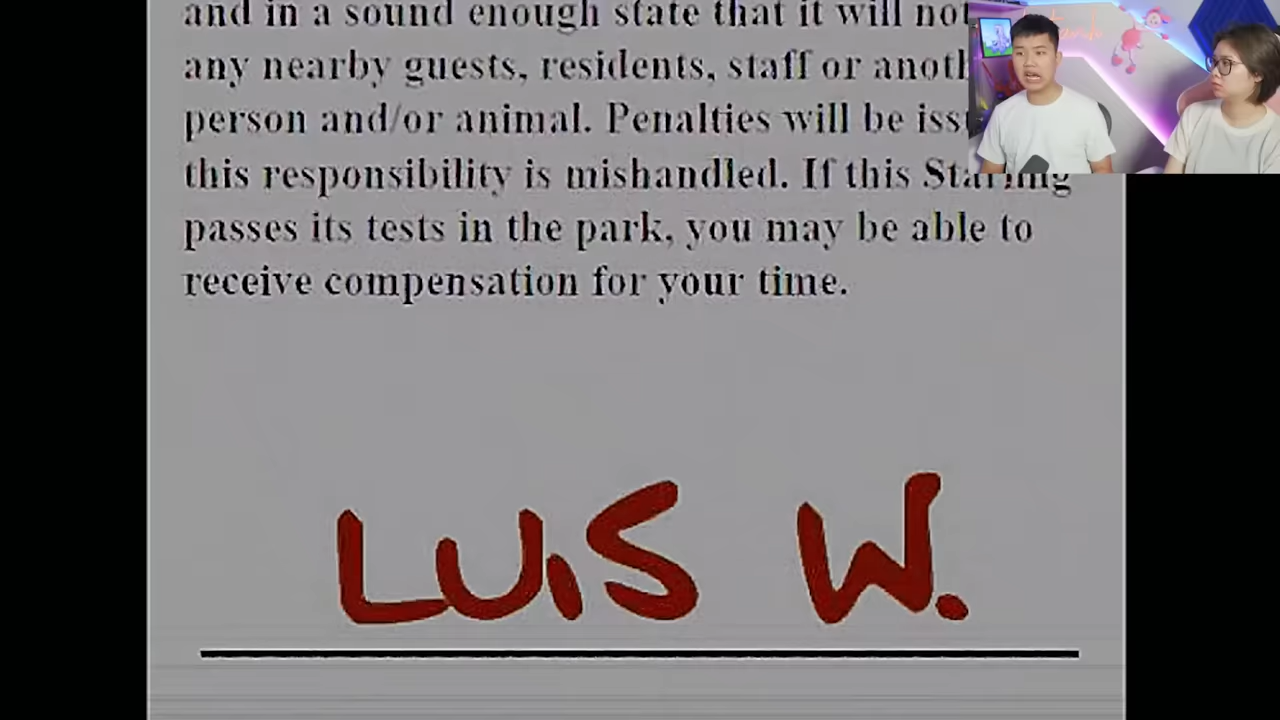 and in a sound enough state that it will not
any nearby guests, residents, staff or
person and/or animal. Penalties will be
this responsibility is mishandled. If this Starling
passes its tests in the park, you may be able to
receive compensation for your time.
LUIS W.